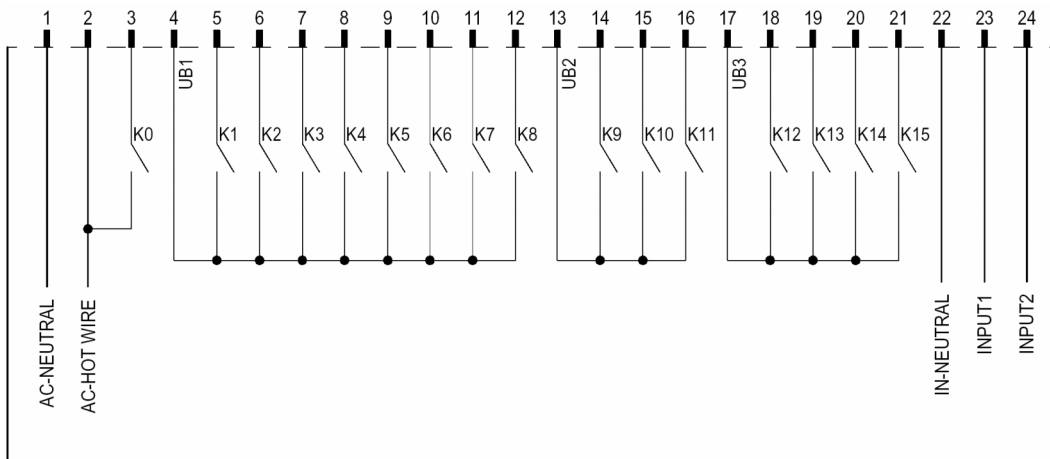 1 2 3 4 5 6 7 8 9 10 11 12 13 14 15 16 17 18 19 20 21 22 23 24
UB1 UB2 UB3
K0 K1 K2 K3 K4 K5 K6 K7 K8 K9 K10 K11 K12 K13 K14 K15
AC-NEUTRAL
AC-HOT WIRE
IN-NEUTRAL
INPUT1
INPUT2